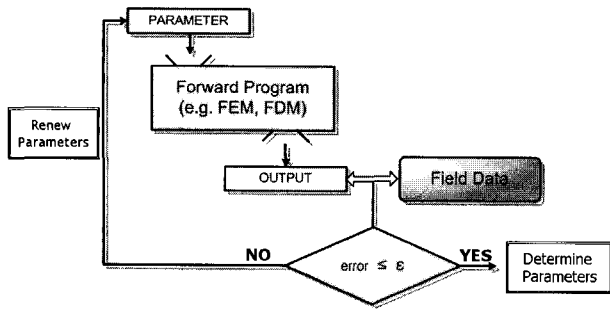 PARAMETER
Forward Program
(e.g. FEM, FDM)
Renew
Parameters
OUTPUT
Field Data
NO
error ≤ ε
YES
Determine
Parameters